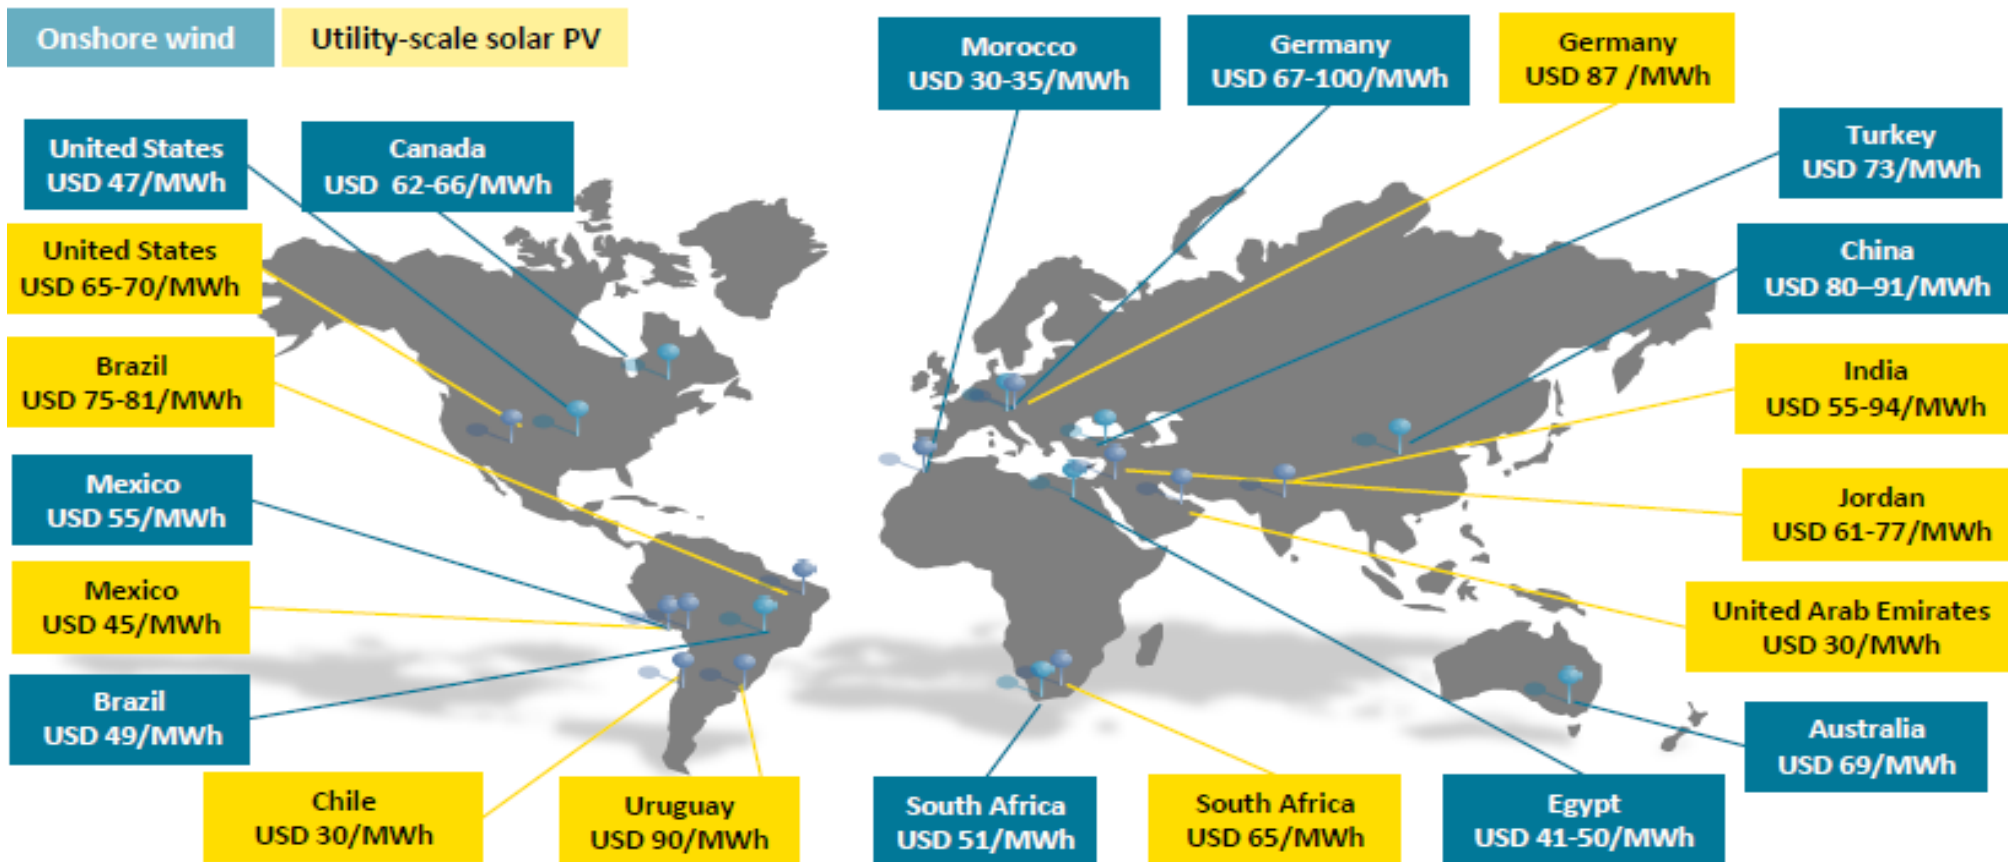 Onshore wind
Utility-scale solar PV
Morocco
USD 30-35/MWh
Germany
USD 67-100/MWh
Germany
USD 87 /MWh
United States
USD 47/MWh
Canada
USD  62-66/MWh
Turkey
USD 73/MWh
United States
USD 65-70/MWh
China
USD 80–91/MWh
Brazil
USD 75-81/MWh
India
USD 55-94/MWh
Mexico
USD 55/MWh
Jordan
USD 61-77/MWh
Mexico
USD 45/MWh
United Arab Emirates
USD 30/MWh
Brazil
USD 49/MWh
Australia
USD 69/MWh
Chile
USD 30/MWh
Uruguay
USD 90/MWh
South Africa
USD 51/MWh
South Africa
USD 65/MWh
Egypt
USD 41-50/MWh